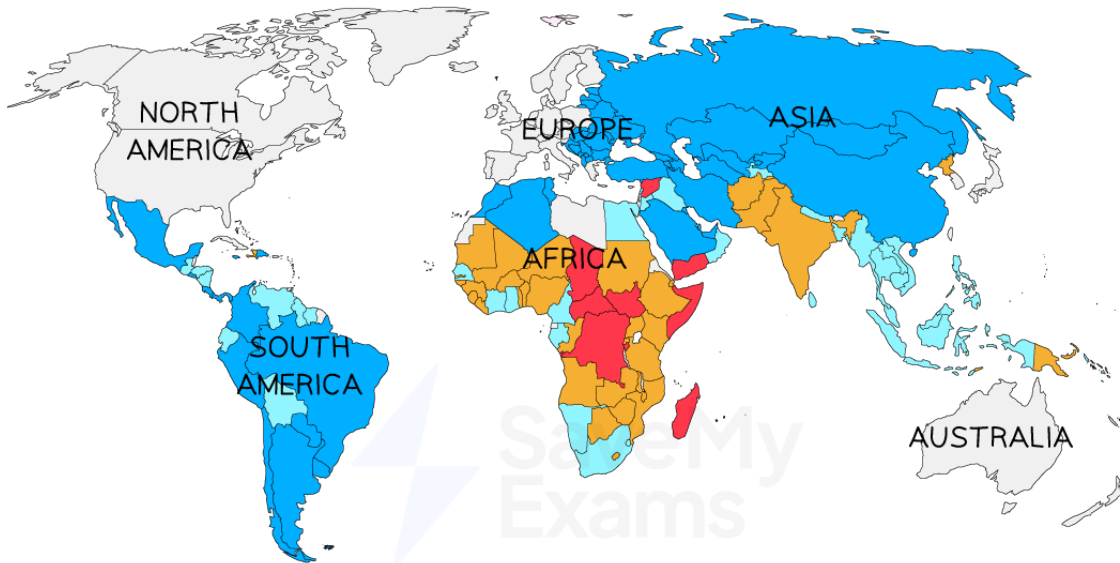 NORTH
AMERICA
EUROPE
ASIA
AFRICA
SOUTH
AMERICA
AUSTRALIA
SaveMy
Exams